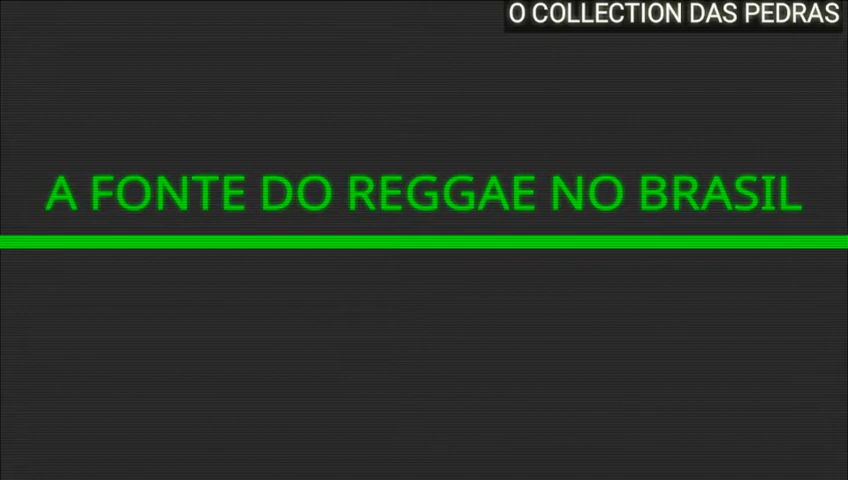 O COLLECTION DAS PEDRAS
A FONTE DO REGGAE NO BRASIL